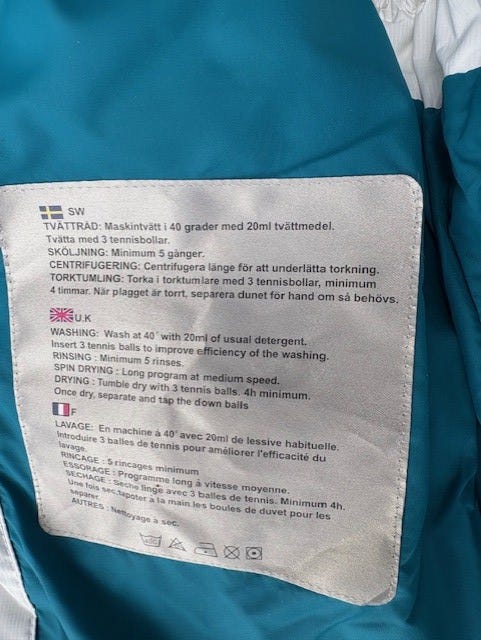 SW
TVÄTTRÅD: Maskintvätt i 40 grader med 20ml tvättmedel.
Tvätta med 3 tennisbollar.
SKÖLJNING: Minimum 5 gånger.
CENTRIFUGERING: Centrifugera länge för att underlätta torkning.
TORKTUMLING: Torka i torktumlare med 3 tennisbollar, minimum
4 timmar. När plagget är torrt, separera dunet för hand om så behövs.
U.K
WASHING: Wash at 40´with 20ml of usual detergent.
Insert 3 tennis balls to improve efficiency of the washing.
RINSING : Minimum 5 rinses.
SPIN DRYING : Long program at medium speed.
DRYING : Tumble dry with 3 tennis balls. 4h minimum.
Once dry, separate and tap the down balls
F
LAVAGE: En machine à 40´avec 20ml de lessive habituelle.
Introduire 3 balles de tennis pour améliorer l'efficacité du
lavage.
RINCAGE : 5 rincages minimum
ESSORAGE : Programme long à vitesse moyenne.
SECHAGE : Seche linge avec 3 balles de tennis. Minimum 4h.
Une fois sec,tapoter à la main les boules de duvet pour les
separer.
AUTRES : Nettoyage à sec.